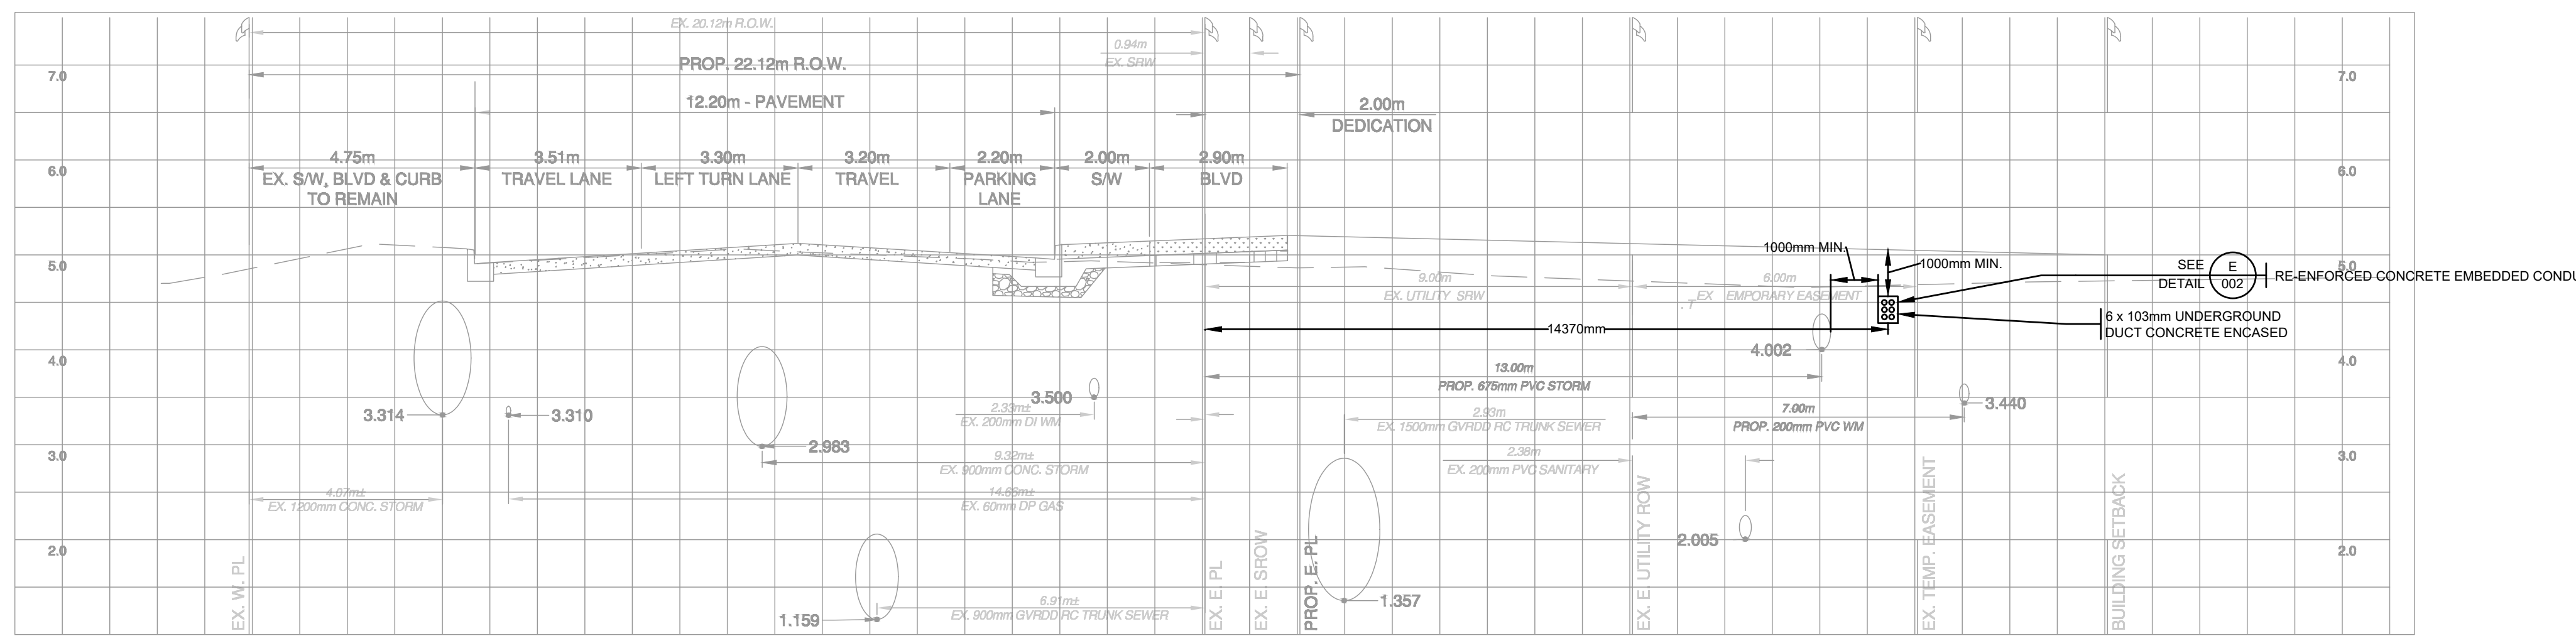 EX. 20.12m R.O.W.
0.94m
EX. SRW
PROP. 22.12m R.O.W.
7.0
7.0
12.20m - PAVEMENT
2.00m
DEDICATION
4.75m
EX. S/W, BLVD & CURB
TO REMAIN
3.51m
TRAVEL LANE
3.30m
LEFT TURN LANE
3.20m
TRAVEL
2.20m
PARKING
LANE
2.00m
S/W
2.90m
BLVD
6.0
6.0
1000mm MIN.
1000mm MIN.
5.0
5.0
SEE
DETAIL
E
002
RE-ENFORCED CONCRETE EMBEDDED CONDU
9.00m
EX. UTILITY SRW
6.00m
. T EX EMPORARY EASEMENT
6 x 103mm UNDERGROUND
DUCT CONCRETE ENCASED
14370mm
4.0
4.0
4.002
13.00m
PROP. 675mm PVC STORM
3.314
3.310
3.500
2.33m±
EX. 200mm DI WM
2.93m
EX. 1500mm GVRDD RC TRUNK SEWER
7.00m
PROP. 200mm PVC WM
3.440
2.983
3.0
3.0
9.32m±
EX. 900mm CONC. STORM
2.38m
EX. 200mm PVC SANITARY
4.07m±
EX. 1200mm CONC. STORM
14.66m±
EX. 60mm DP GAS
2.0
2.0
2.005
1.357
6.91m±
EX. 900mm GVRDD RC TRUNK SEWER
1.159
EX. W. PL
EX. E PL
EX. E. SROW
PROP. E. PL
EX. E. UTILITY ROW
EX. TEMP. EASEMENT
BUILDING SETBACK